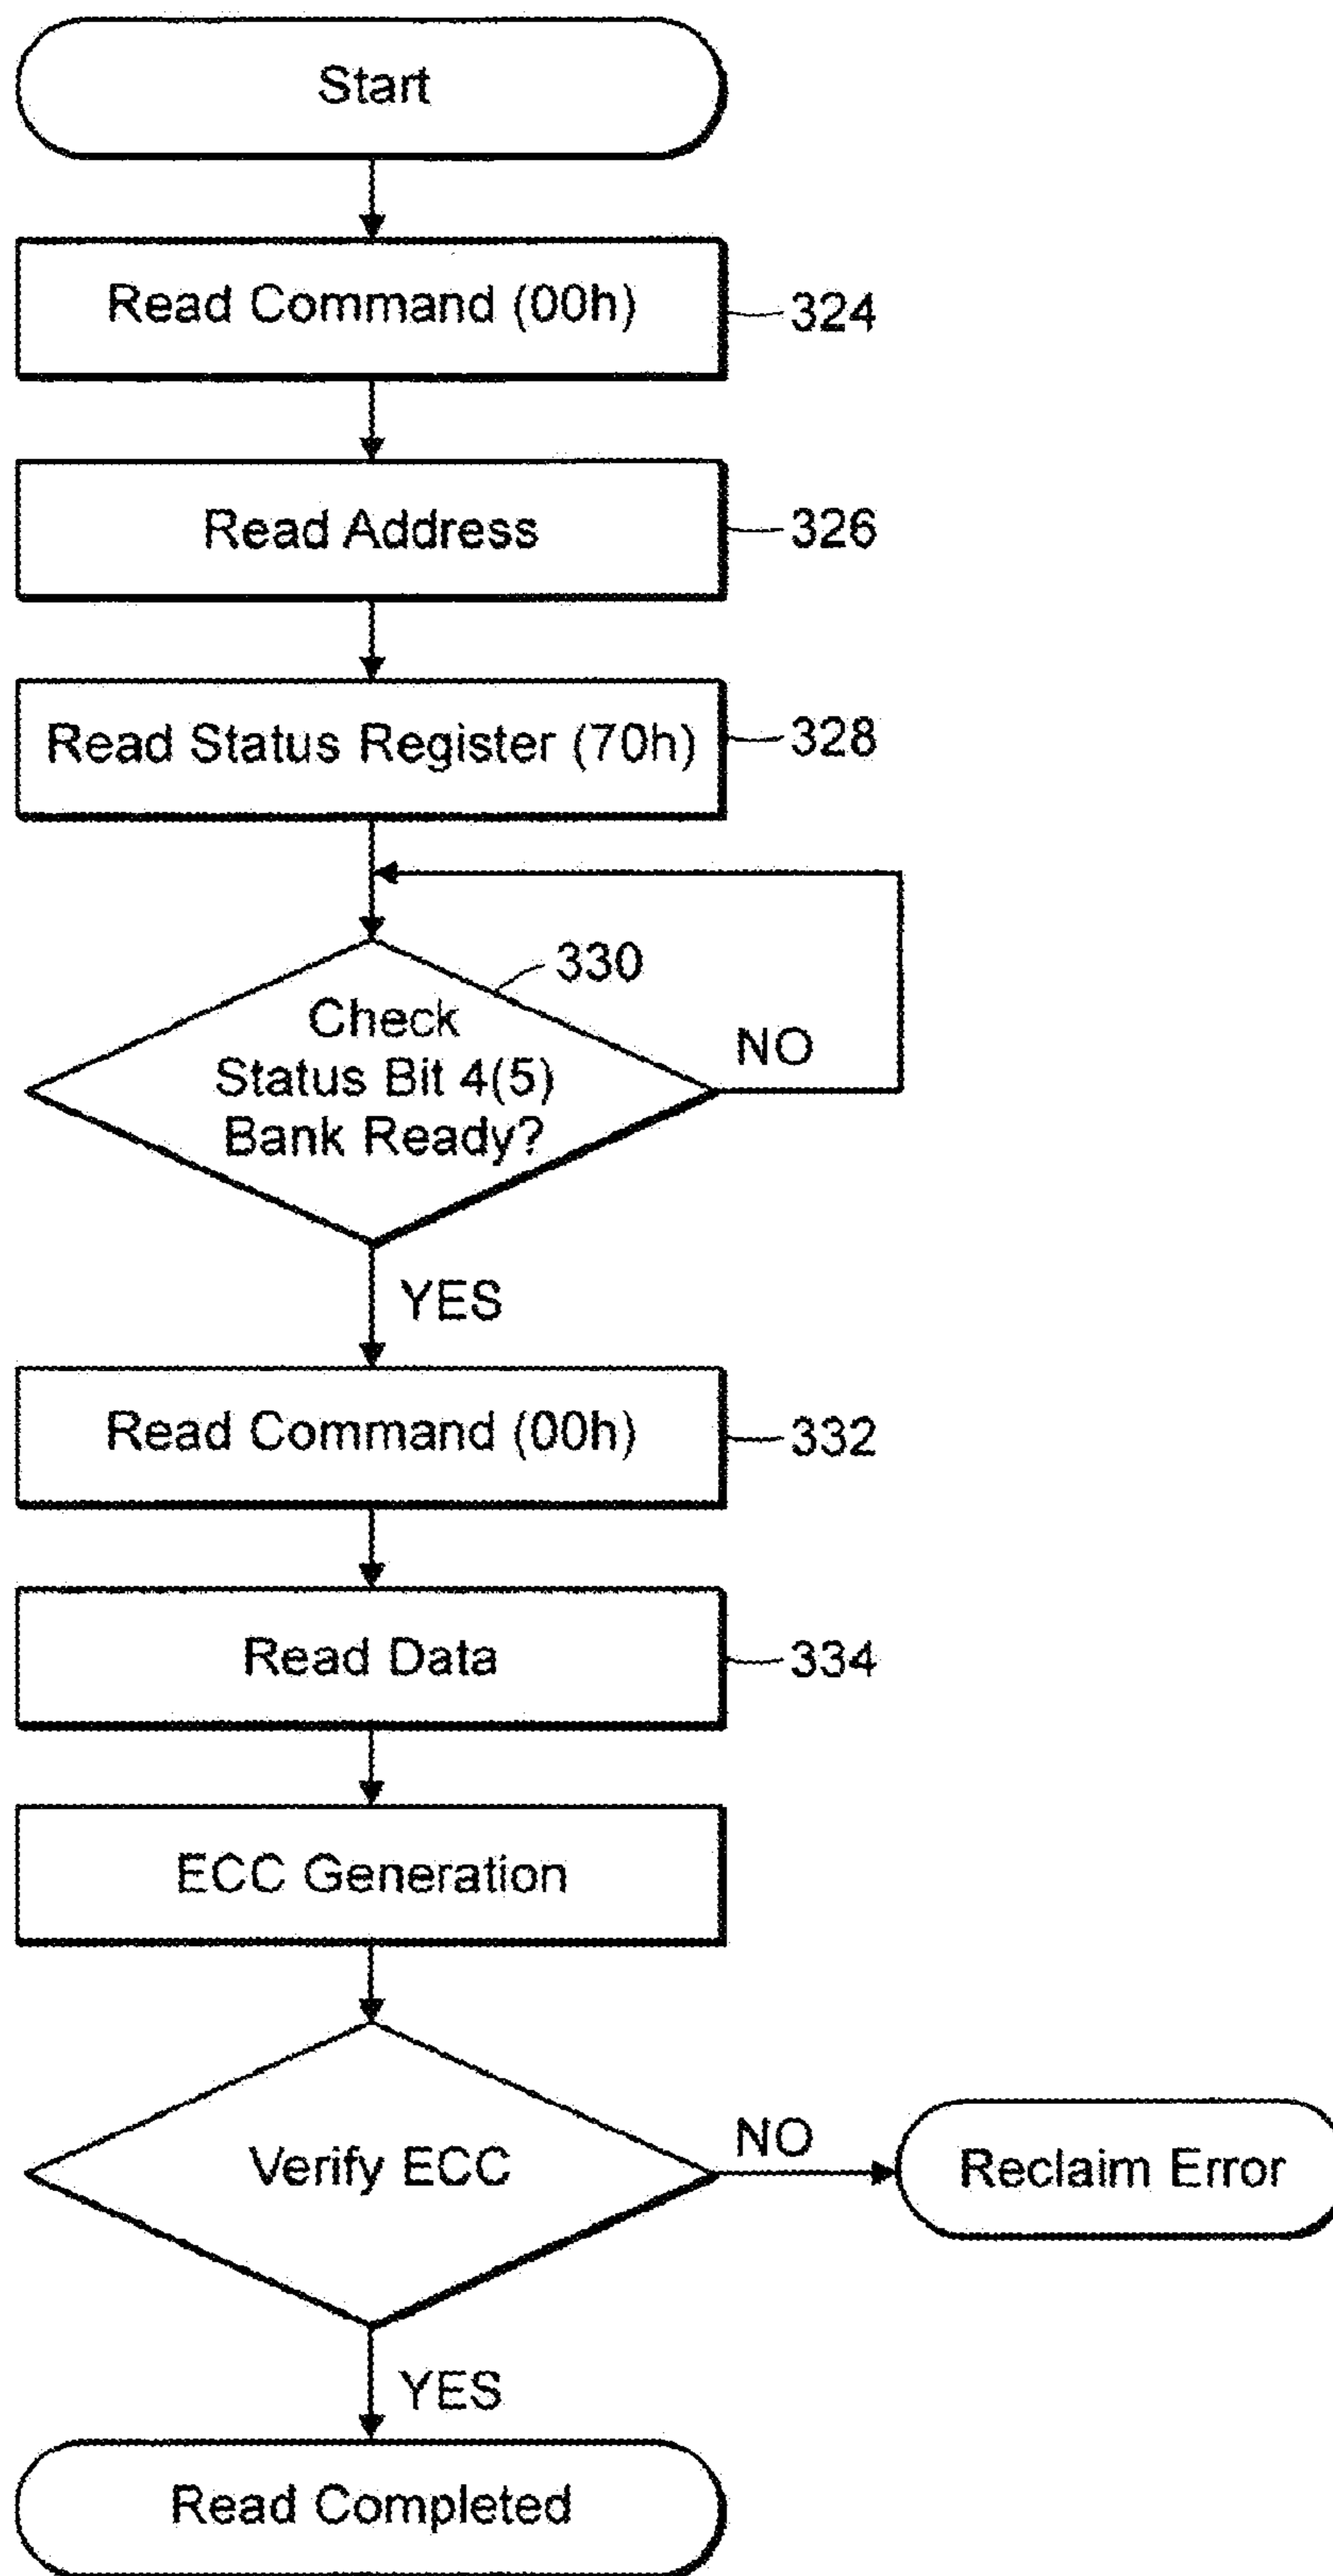 Start
Read Command (00h)
324
Read Address
326
Read Status Register (70h)
328
330
Check
Status Bit 4(5)
Bank Ready?
NO
YES
Read Command (00h)
332
Read Data
334
ECC Generation
Verify ECC
NO
Reclaim Error
YES
Read Completed